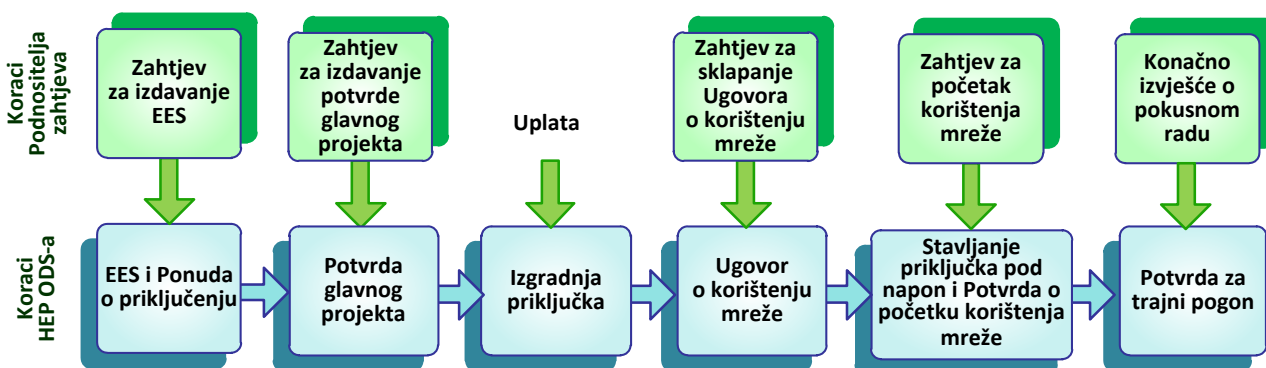 Koraci
Podnositelja
zahtjeva
Zahtjev
za izdavanje
EES
Zahtjev
za izdavanje
potvrde
glavnog
projekta
Uplata
Zahtjev za
sklapanje
Ugovora
o korištenju
mreže
Zahtjev za
početak
korištenja
mreže
Konačno
izvješće o
pokusnom
radu
Koraci
HEP ODS-a
EES i Ponuda
o priključenju
Potvrda
glavnog
projekta
Izgradnja
priključka
Ugovor
o korištenju
mreže
Stavljanje
priključka pod
napon i Potvrda o
početku korištenja
mreže
Potvrda za
trajni pogon